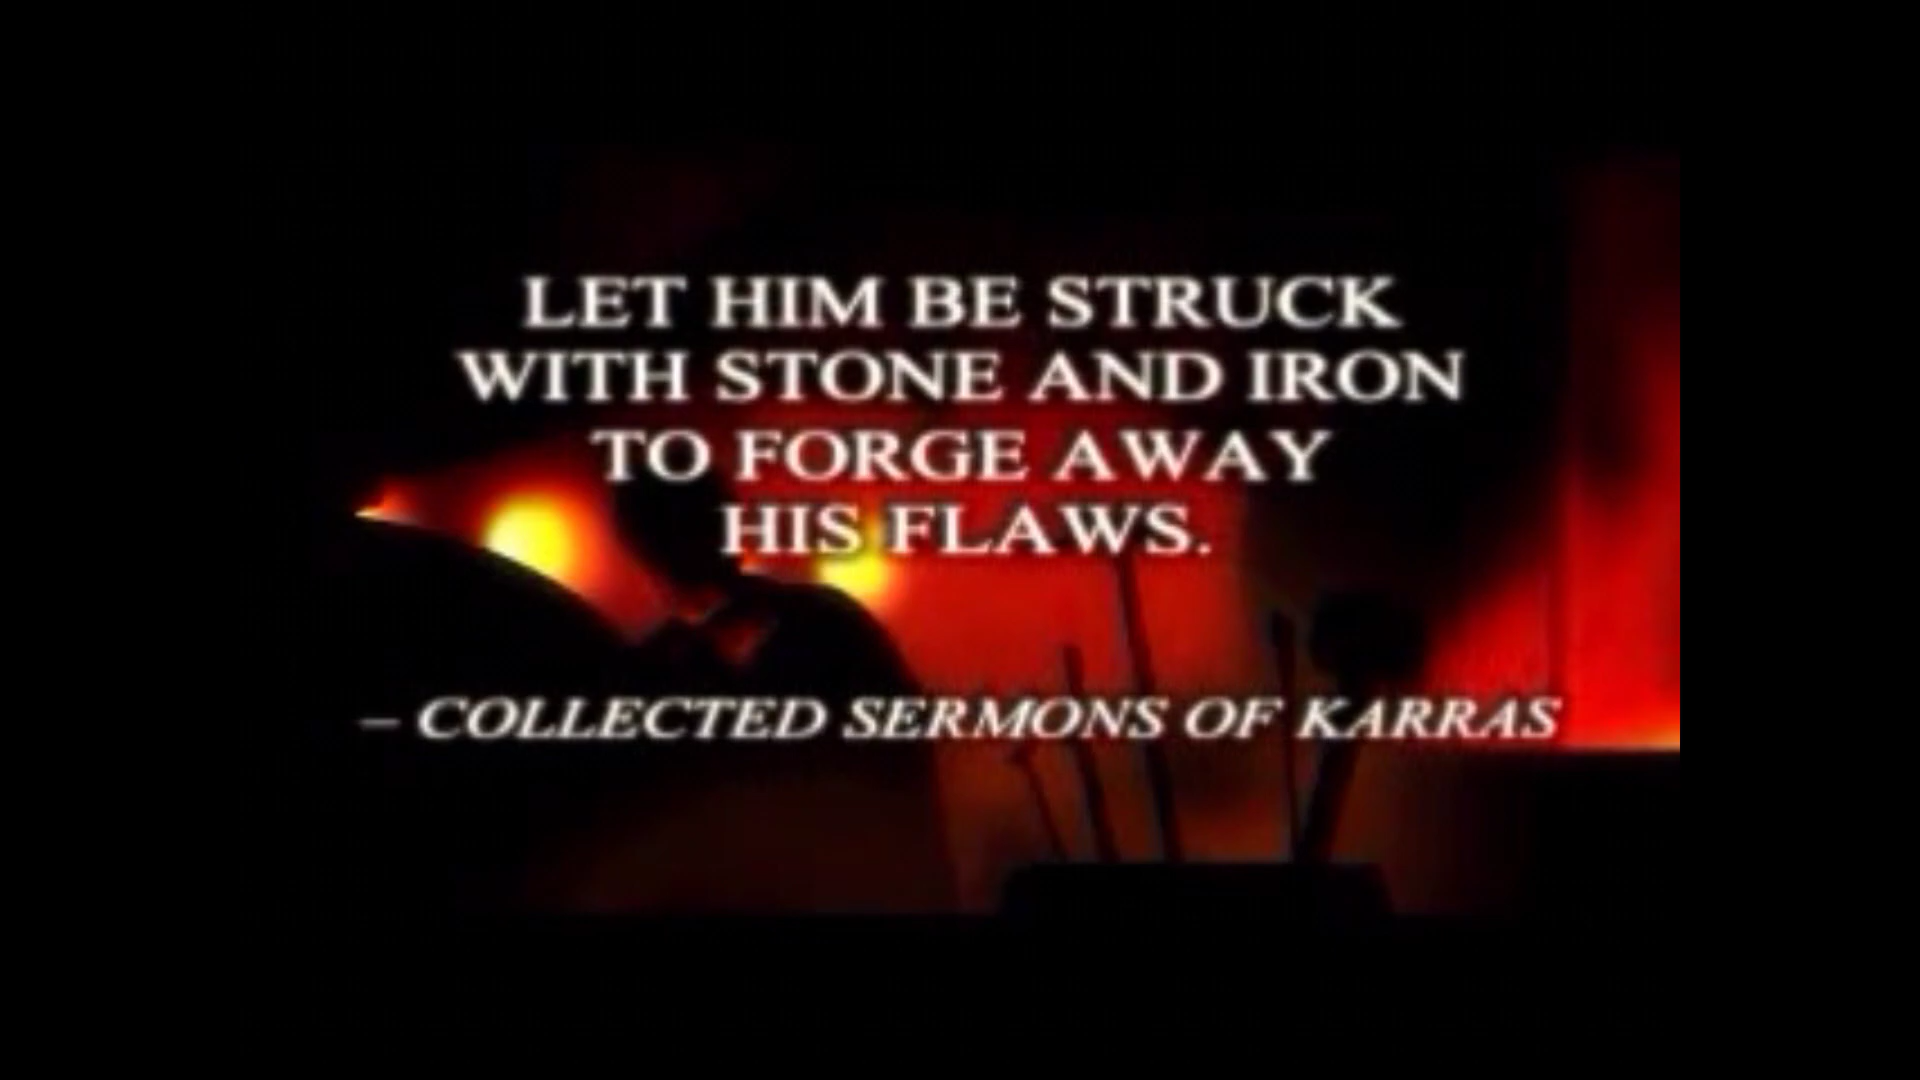 LET HIM BE STRUCK
WITH STONE AND IRON
TO FORGE AWAY
HIS FLAWS.
– COLLECTED SERMONS OF KARRAS